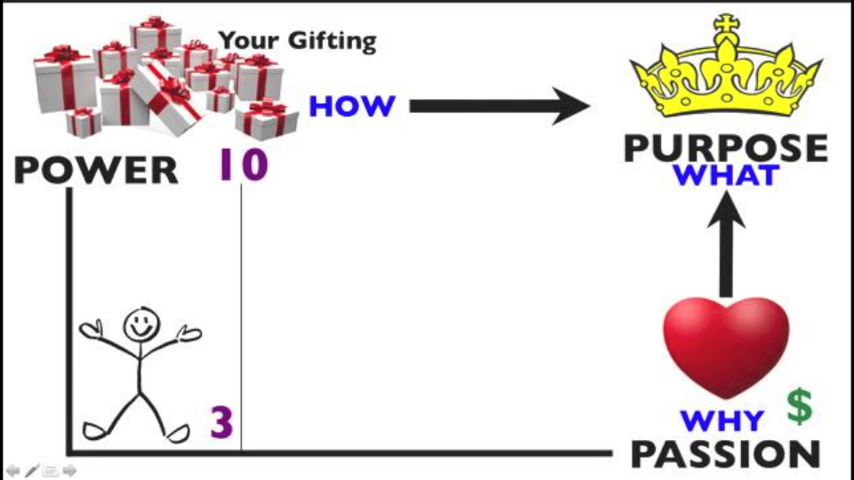 Your Gifting
HOW
PURPOSE
WHAT
POWER
10
3
WHY
$
PASSION